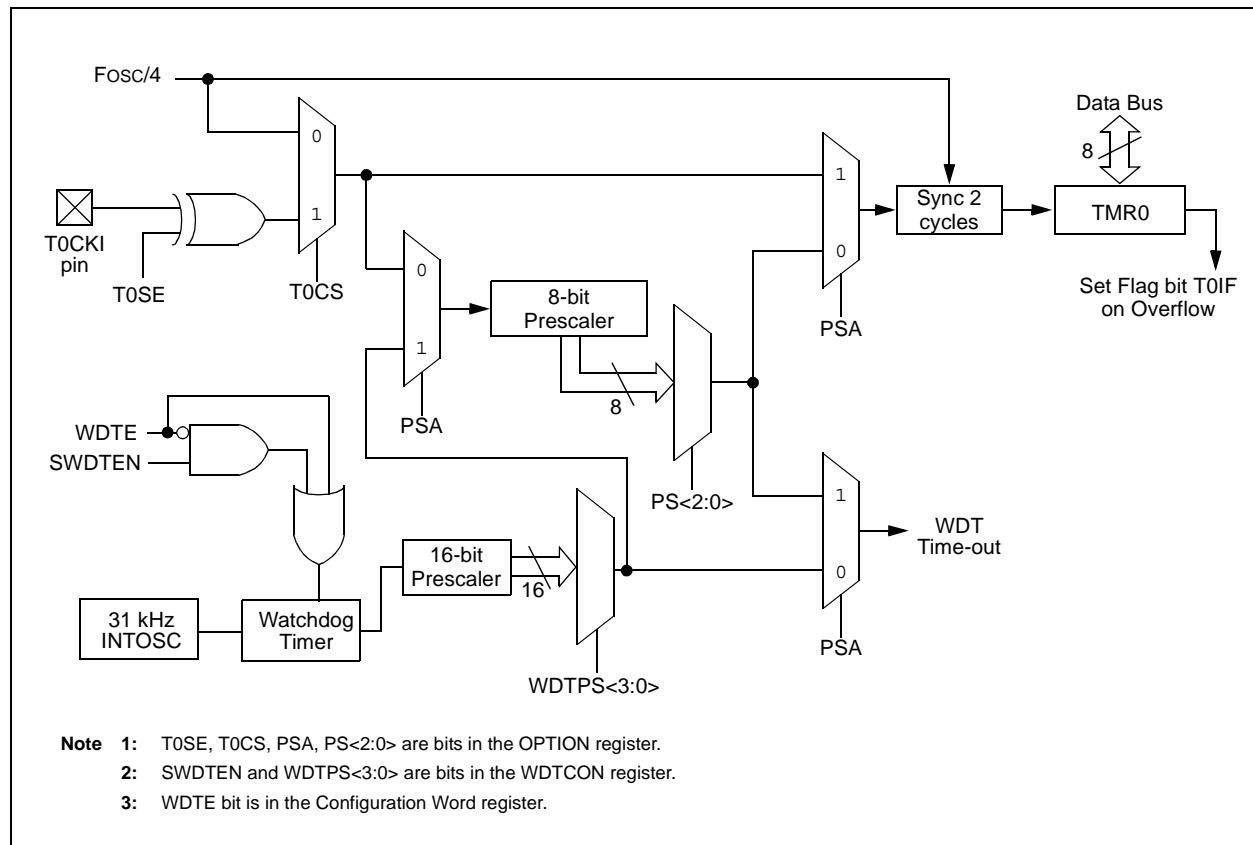 FOSC/4
Data Bus
0
8
1
1
Sync 2
cycles
TMR0
T0CKI
pin
T0SE
T0CS
0
0
8-bit
Prescaler
Set Flag bit T0IF
on Overflow
PSA
1
8
PSA
WDTE
SWDTEN
PS<2:0>
1
WDT
Time-out
16-bit
Prescaler
16
0
31 kHz
INTOSC
Watchdog
Timer
PSA
WDTPS<3:0>
Note 1: T0SE, T0CS, PSA, PS<2:0> are bits in the OPTION register.
2: SWDTEN and WDTPS<3:0> are bits in the WDTCON register.
3: WDTE bit is in the Configuration Word register.